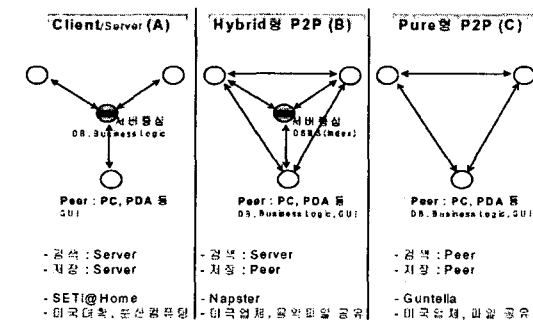 Client/Server (A)
서버중심
DB, Business Logic
Peer : PC, PDA 등
GUI
- 검색 : Server
- 저장 : Server
- SETI@Home
- 미국대학, 분산컴퓨팅
Hybrid형 P2P (B)
서버중심
DBMS(Index)
Peer : PC, PDA 등
DB, Business Logic, GUI
- 검색 : Server
- 저장 : Peer
- Napster
- 미국업체, 음악파일 공유
Pure형 P2P (C)
Peer : PC, PDA 등
DB, Business Logic, GUI
- 검색 : Peer
- 저장 : Peer
- Guntella
- 미국업체, 파일 공유